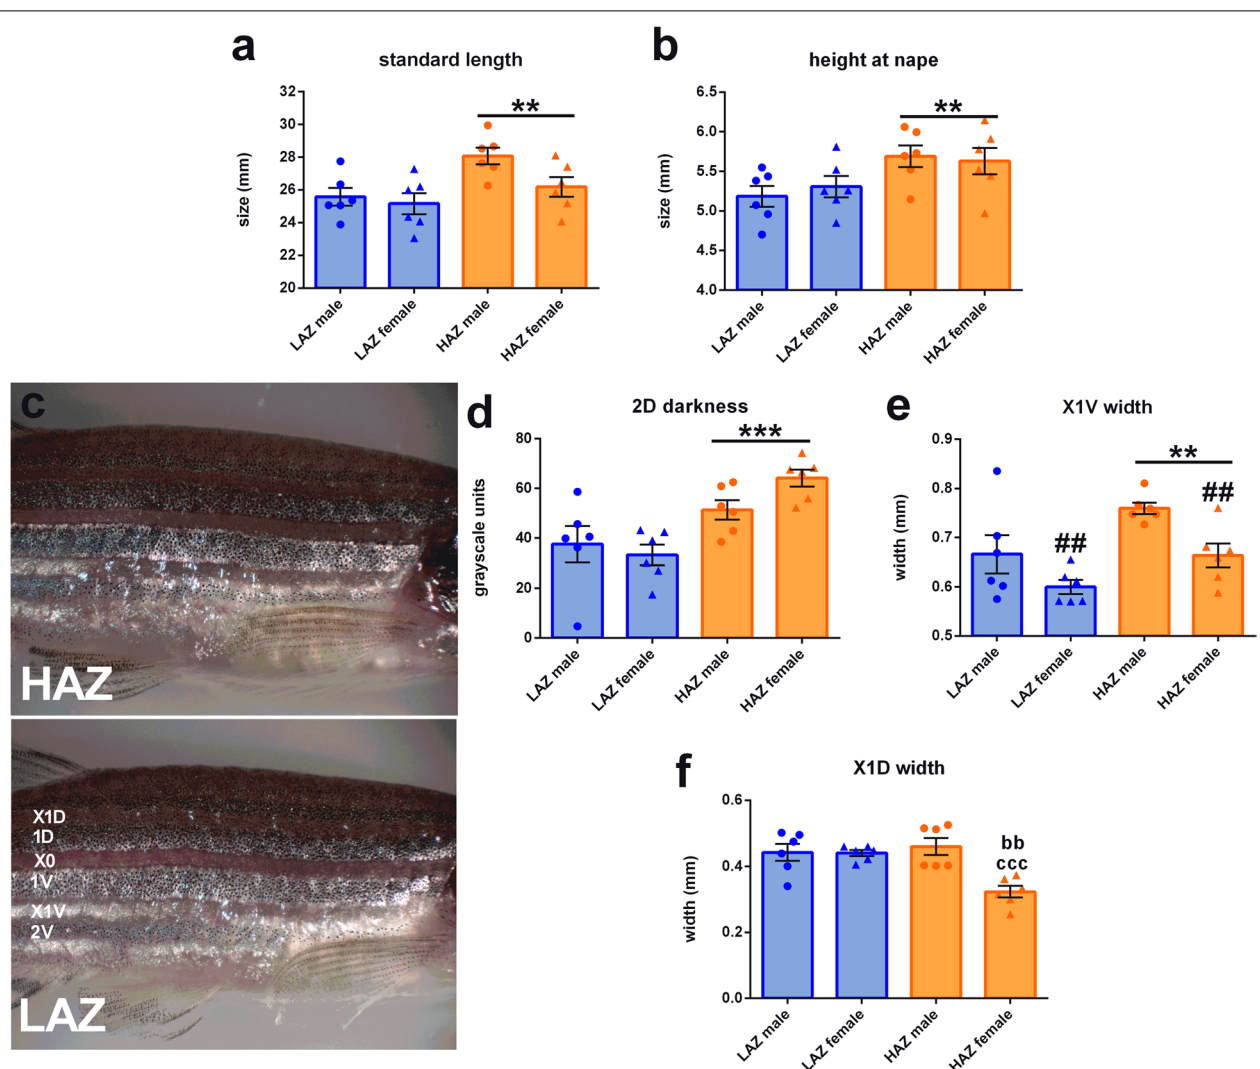 a
standard length
size (mm)
32
30
28
26
24
22
20
**
LAZ male
LAZ female
HAZ male
HAZ female
b
height at nape
size (mm)
6.5
6.0
5.5
5.0
4.5
4.0
**
LAZ male
LAZ female
HAZ male
HAZ female
c
HAZ
X1D
1D
X0
1V
X1V
2V
LAZ
d
2D darkness
grayscale units
80
60
40
20
0
***
LAZ male
LAZ female
HAZ male
HAZ female
e
X1V width
width (mm)
0.9
0.8
0.7
0.6
0.5
**
##
##
LAZ male
LAZ female
HAZ male
HAZ female
f
X1D width
width (mm)
0.6
0.4
0.2
0.0
bb
ccc
LAZ male
LAZ female
HAZ male
HAZ female